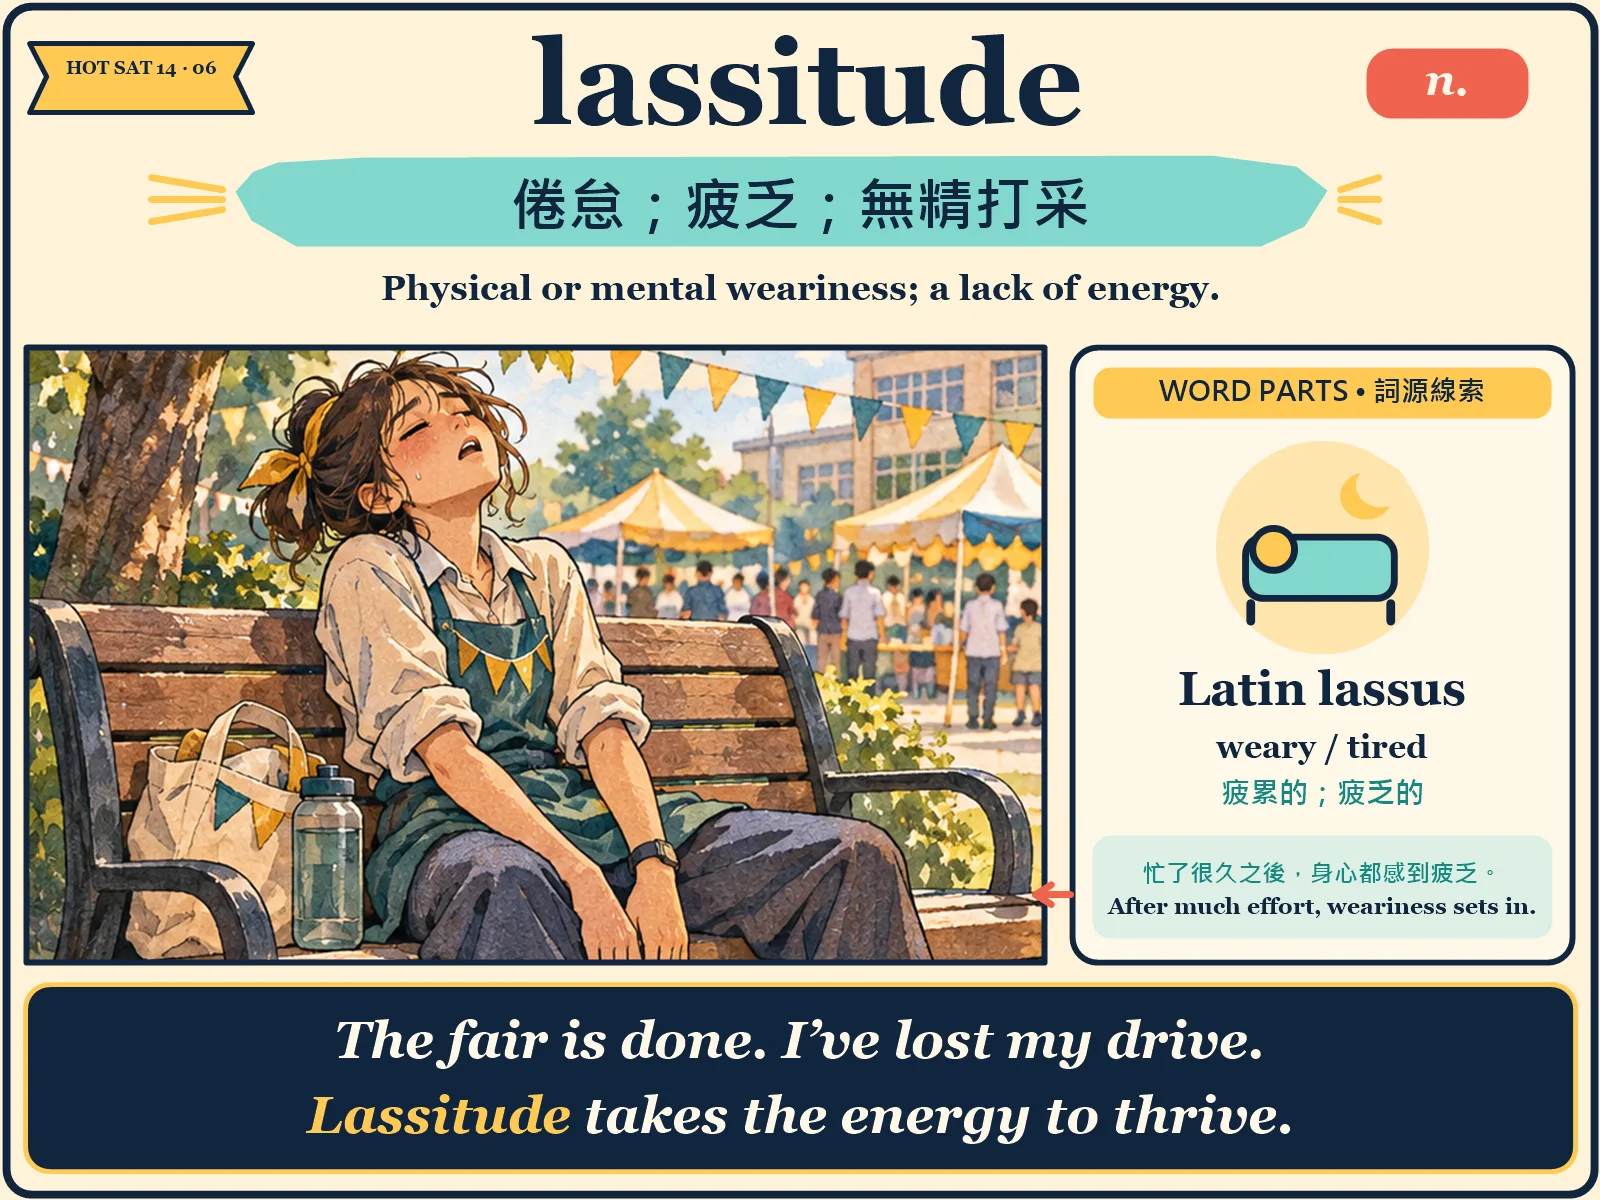 HOT SAT 14 · 06
lassitude
n.
倦怠；疲乏；無精打采
Physical or mental weariness; a lack of energy.
WORD PARTS • 詞源線索
Latin lassus
weary / tired
疲累的；疲乏的
忙了很久之後，身心都感到疲乏。
After much effort, weariness sets in.
The fair is done. I’ve lost my drive.
Lassitude takes the energy to thrive.